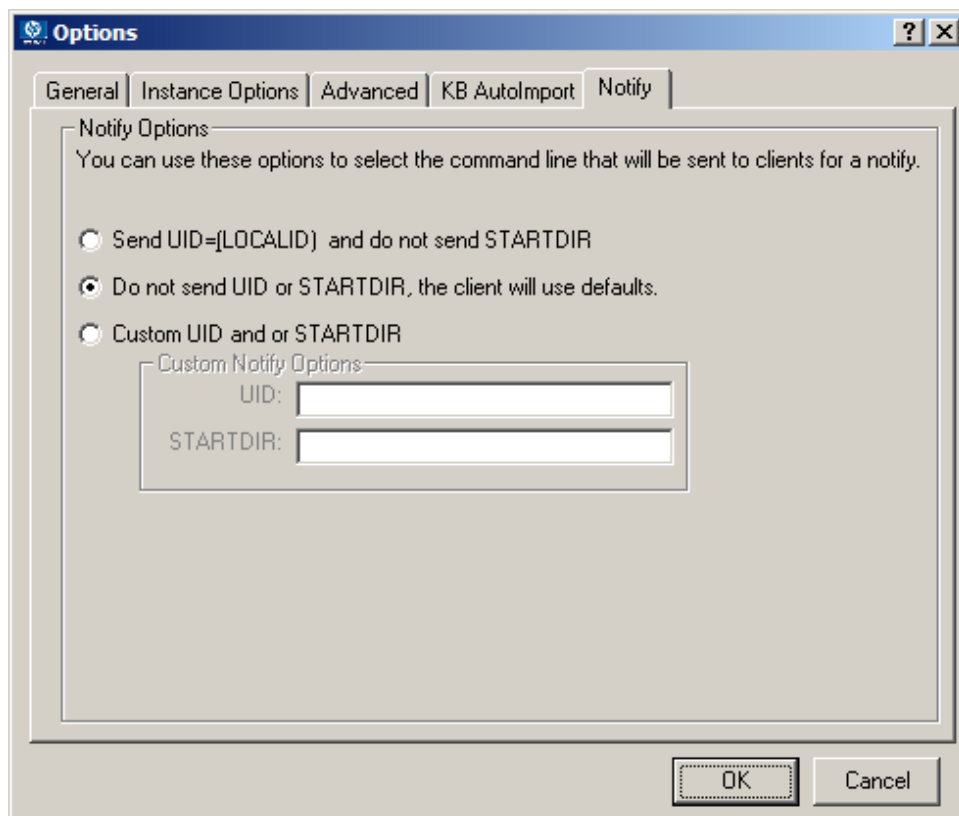 Options
General
Instance Options
Advanced
KB AutoImport
Notify
Notify Options
You can use these options to select the command line that will be sent to clients for a notify.
Send UID=[LOCALID) and do not send STARTDIR
Do not send UID or STARTDIR, the client will use defaults.
Custom UID and or STARTDIR
Custom Notify Options
UID:
STARTDIR:
OK
Cancel